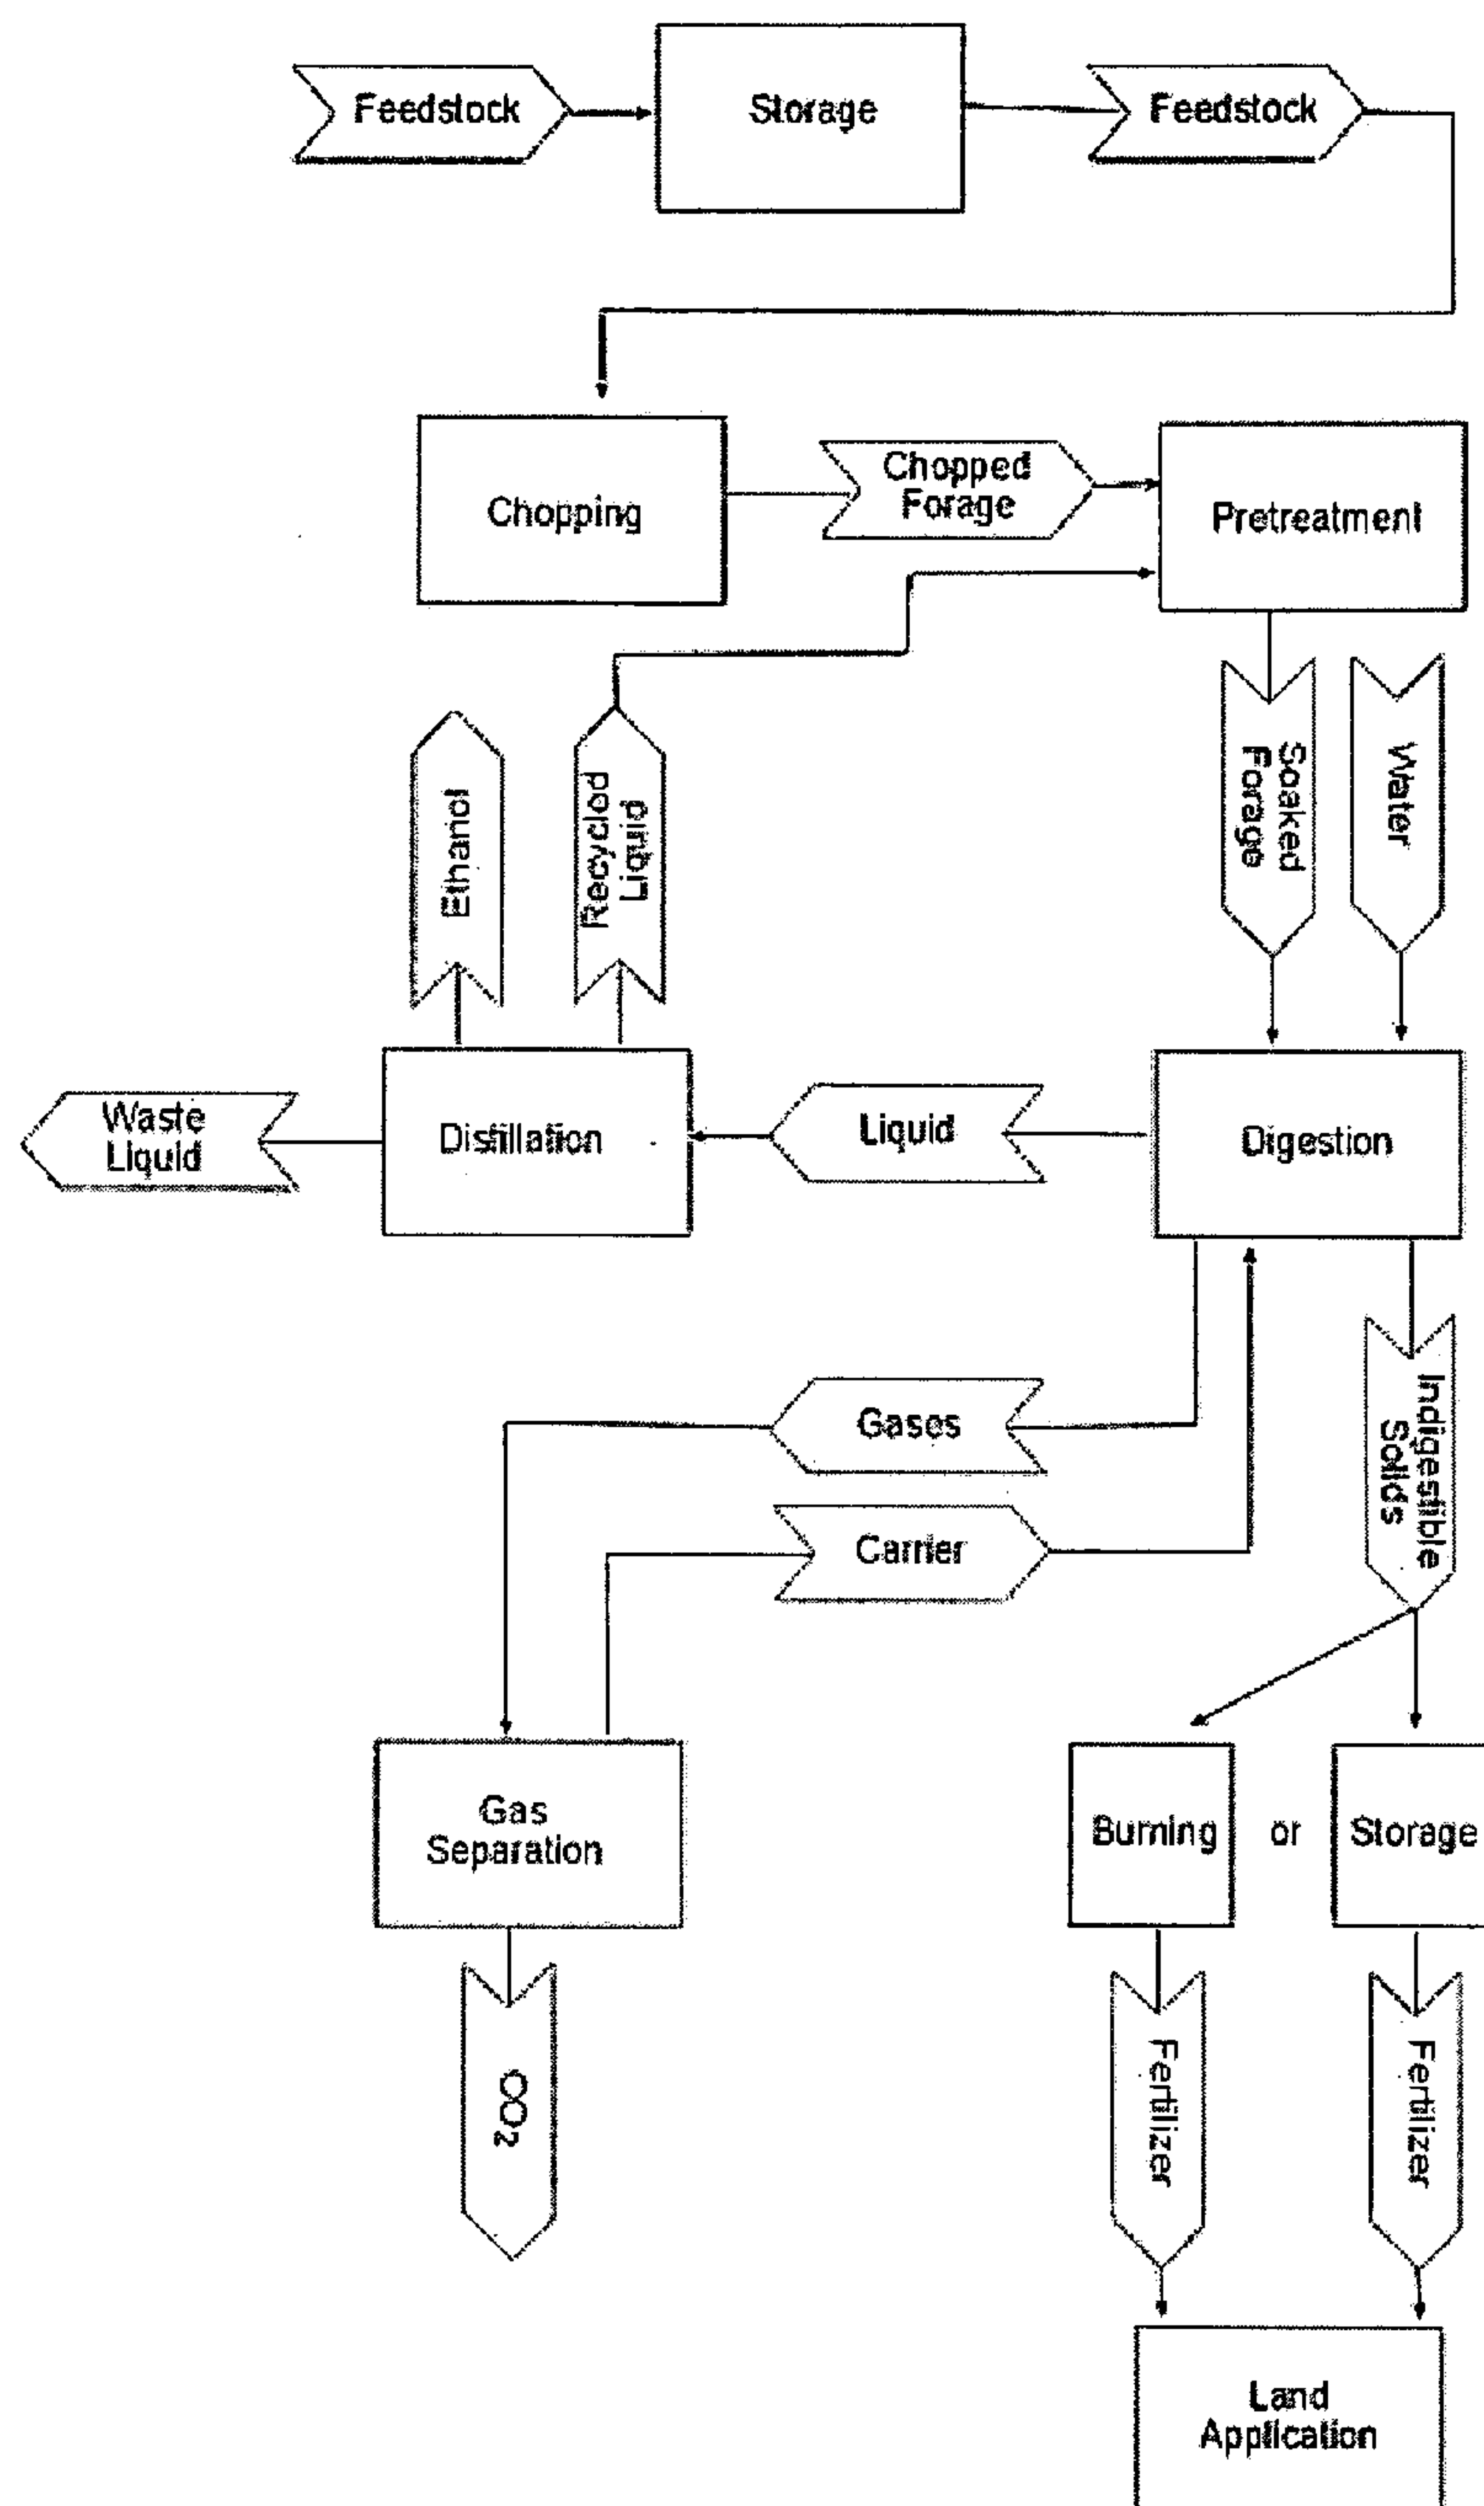 Feedstock
Storage
Feedstock
Chopping
Chopped
Forage
Pretreatment
Ethanol
Recyclod
Liquid
Soaked
Forage
Water
Waste
Liquid
Distillation
Liquid
Digestion
Gases
Carrier
Indigestible
Solids
Gas
Separation
Burning
or
Storage
CO2
Fertilizer
Fertilizer
Land
Application